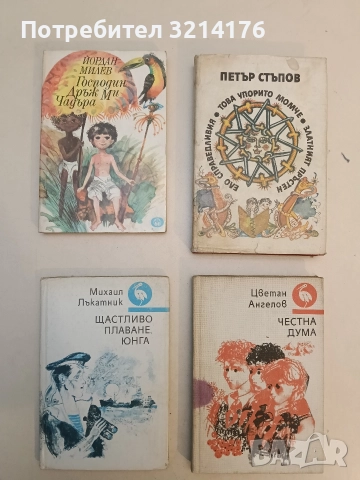 Потребител 3214176
ЙОРДАН
МИЛЕВ
Господин
Дръж Ми
Чадъра
ПЕТЪР СТЪПОВ
ЕЛО СПРАВЕДЛИВИЯ • ТОВА УПОРИТО МОМЧЕ • ЗЛАТНИЯТ ПРЪСТЕН
Михаил
Лъкатник
ЩАСТЛИВО
ПЛАВАНЕ,
ЮНГА
Цветан
Ангелов
ЧЕСТНА
ДУМА
BAZAR